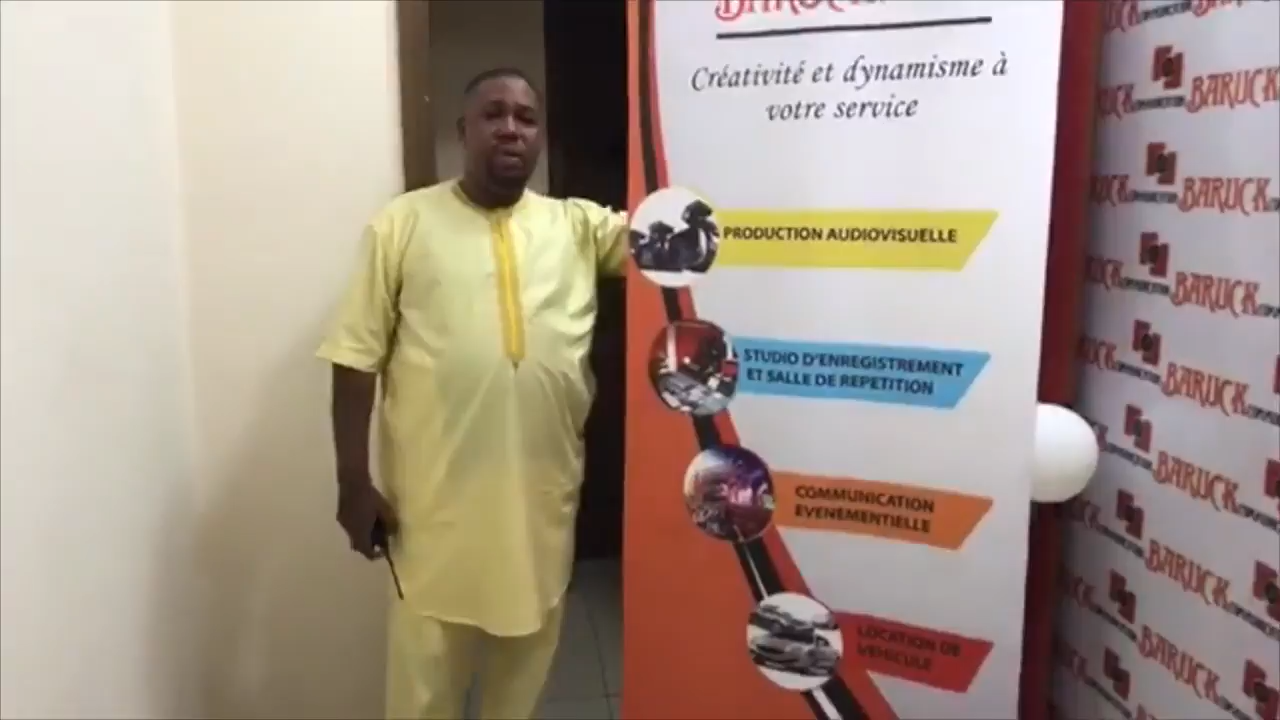 Créativité et dynamisme à
votre service
PRODUCTION AUDIOVISUELLE
STUDIO D'ENREGISTREMENT
ET SALLE DE REPETITION
COMMUNICATION
EVENEMENTIELLE
LOCATION DE
VEHICULE
BARUCK
BARUCK
BARUCK
BARUCK
BARUCK
BARUCK
BARUCK